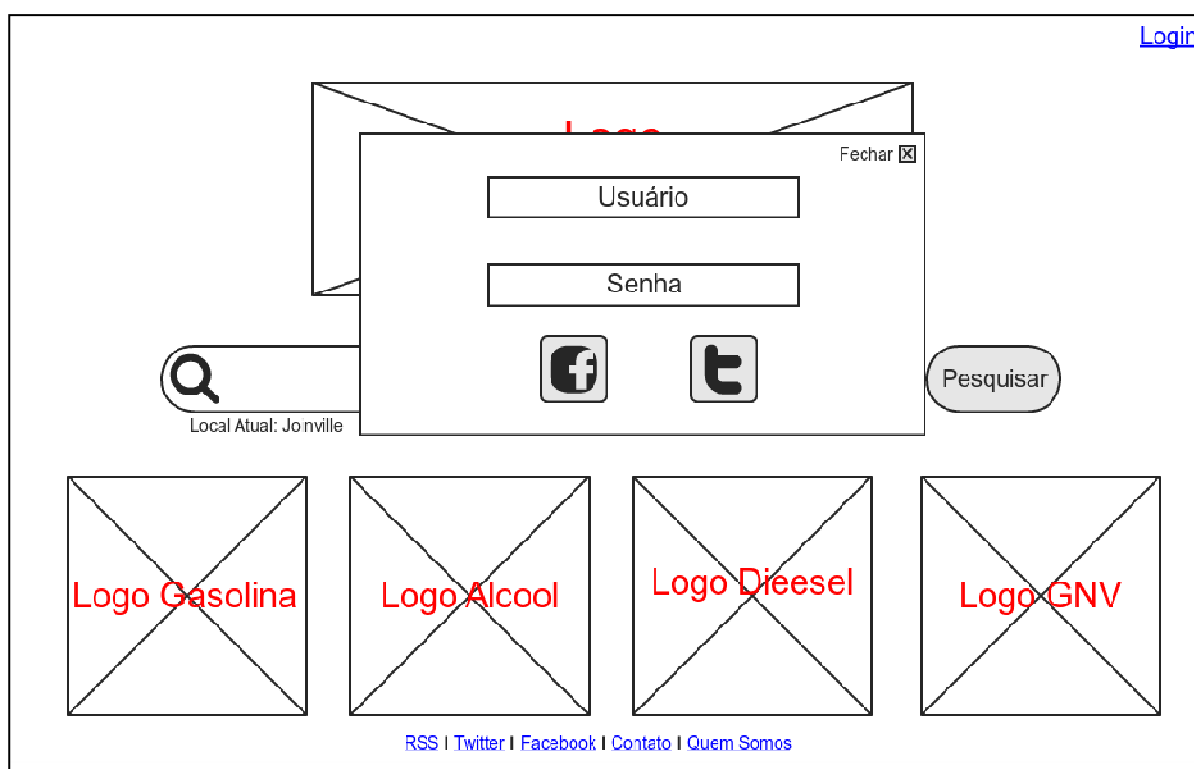 Login
Logo
Fechar
Usuário
Senha
Pesquisar
Local Atual: Joinville
Logo Gasolina
Logo Alcool
Logo Dieesel
Logo GNV
RSS I Twitter I Facebook I Contato I Quem Somos